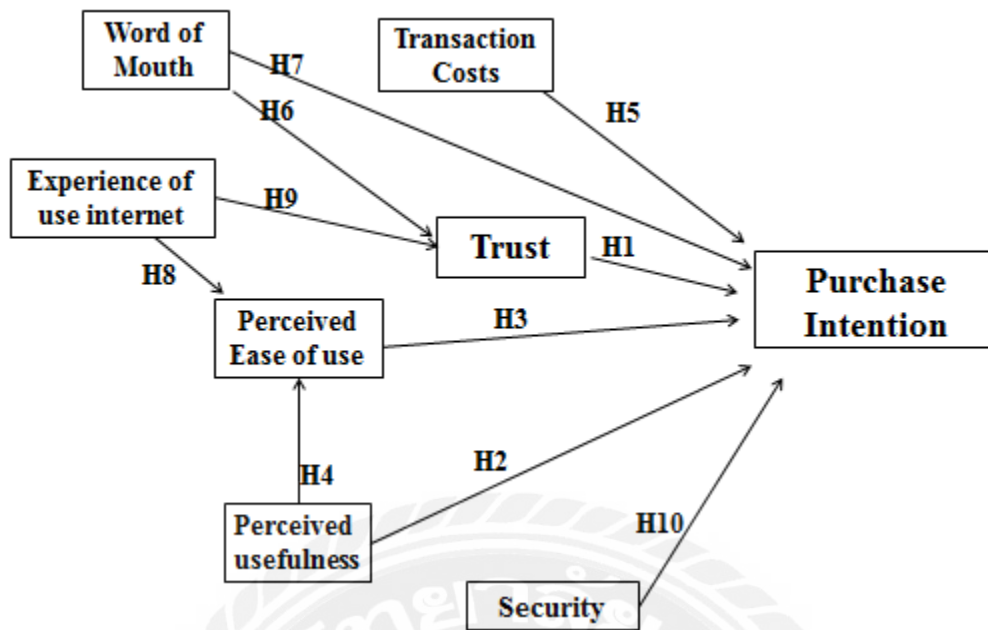 Word of
Mouth
Transaction
Costs
H7
H6
H5
Experience of
use internet
H9
Trust
H1
Purchase
Intention
H8
Perceived
Ease of use
H3
H4
H2
Perceived
usefulness
H10
Security